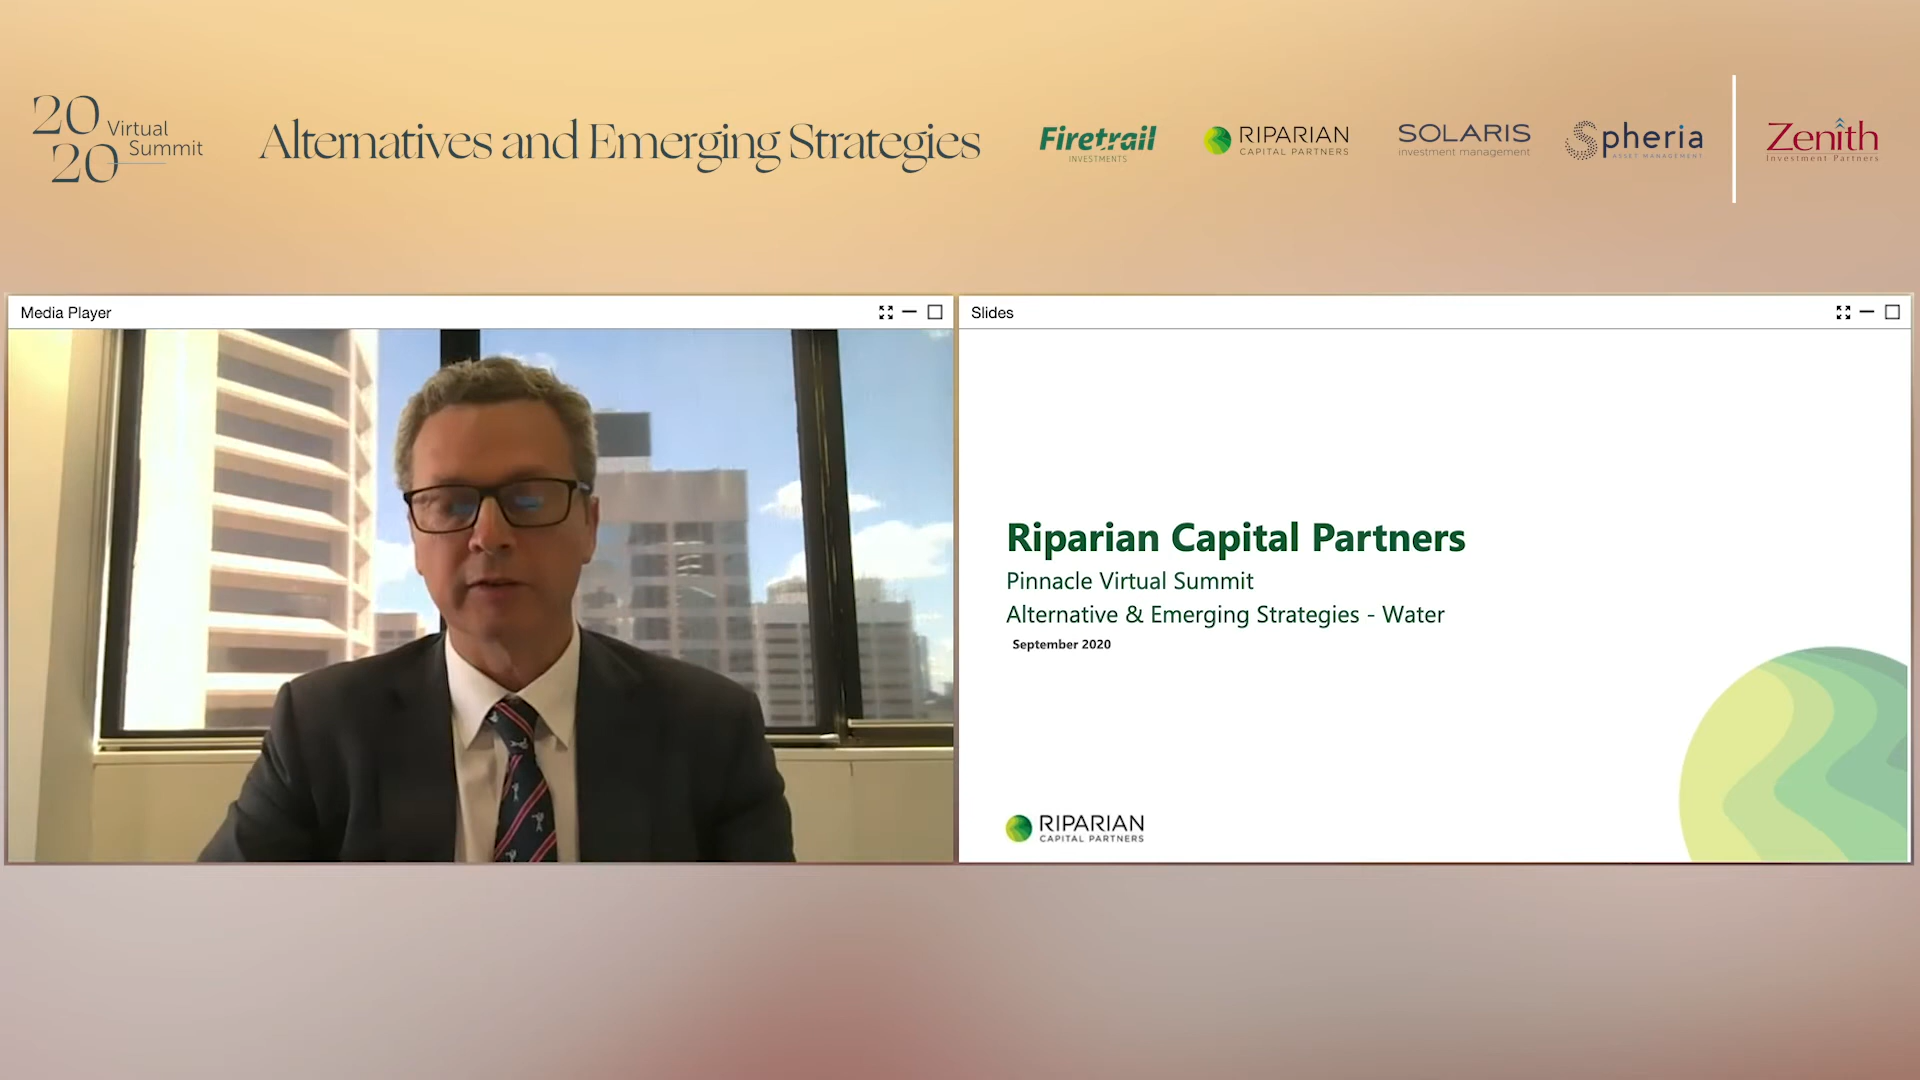 20
20
Virtual
Summit
Alternatives and Emerging Strategies
Firetrail
INVESTMENTS
RIPARIAN
CAPITAL PARTNERS
SOLARIS
investment management
Spheria
ASSET MANAGEMENT
Zenith
Investment Partners
Media Player
Slides
Riparian Capital Partners
Pinnacle Virtual Summit
Alternative & Emerging Strategies - Water
September 2020
RIPARIAN
CAPITAL PARTNERS